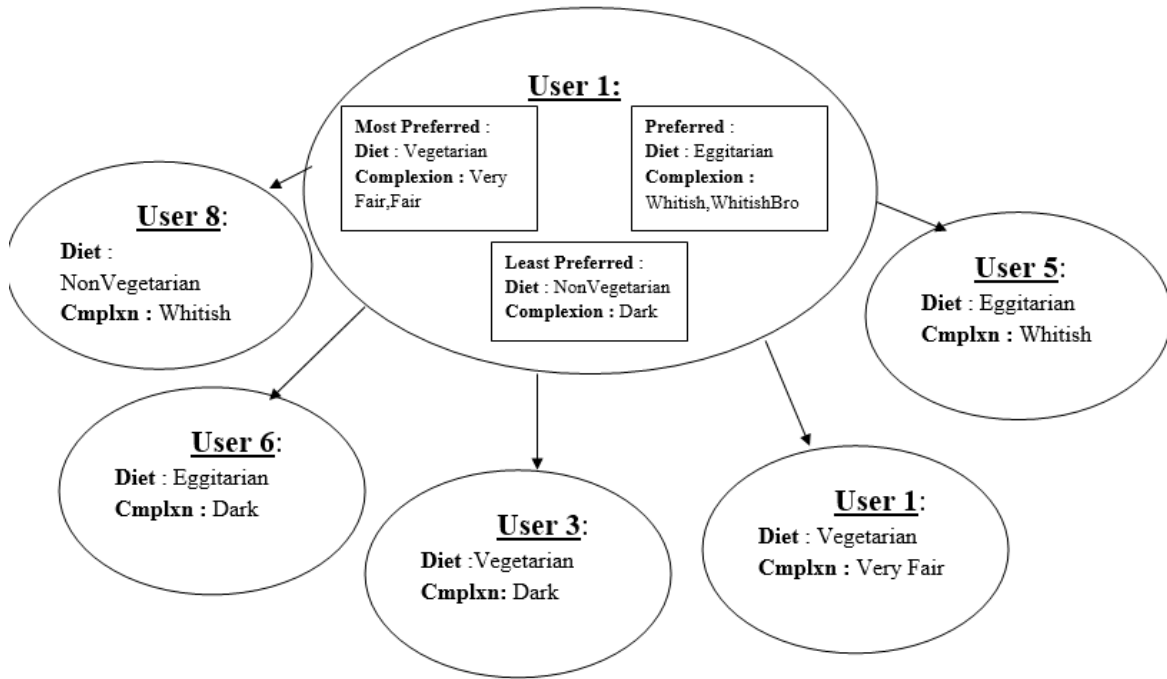 User 1:
Most Preferred :
Diet : Vegetarian
Complexion : Very
Fair,Fair
Preferred :
Diet : Eggitarian
Complexion :
Whitish,WhitishBro
Least Preferred :
Diet : NonVegetarian
Complexion : Dark
User 8:
Diet :
NonVegetarian
Cmplxn : Whitish
User 5:
Diet : Eggitarian
Cmplxn : Whitish
User 6:
Diet : Eggitarian
Cmplxn : Dark
User 3:
Diet :Vegetarian
Cmplxn: Dark
User 1:
Diet : Vegetarian
Cmplxn : Very Fair